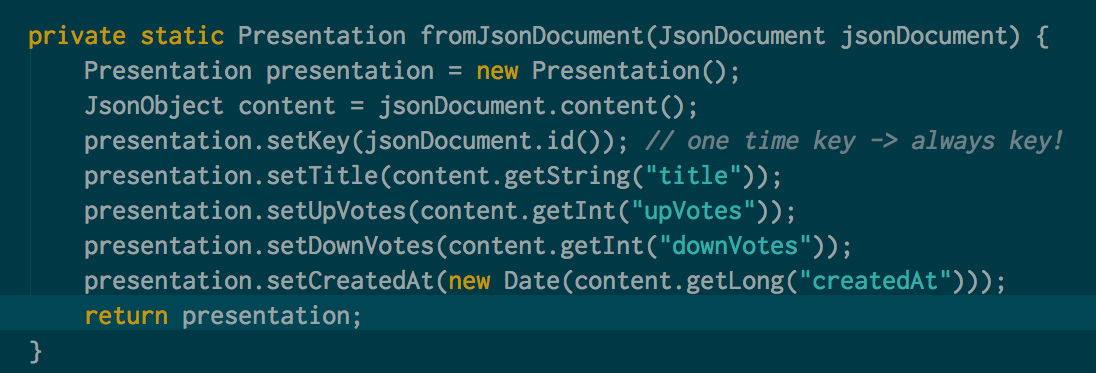 private static Presentation fromJsonDocument(JsonDocument jsonDocument) {
    Presentation presentation = new Presentation();
    JsonObject content = jsonDocument.content();
    presentation.setKey(jsonDocument.id()); // one time key -> always key!
    presentation.setTitle(content.getString("title"));
    presentation.setUpVotes(content.getInt("upVotes"));
    presentation.setDownVotes(content.getInt("downVotes"));
    presentation.setCreatedAt(new Date(content.getLong("createdAt")));
    return presentation;
}